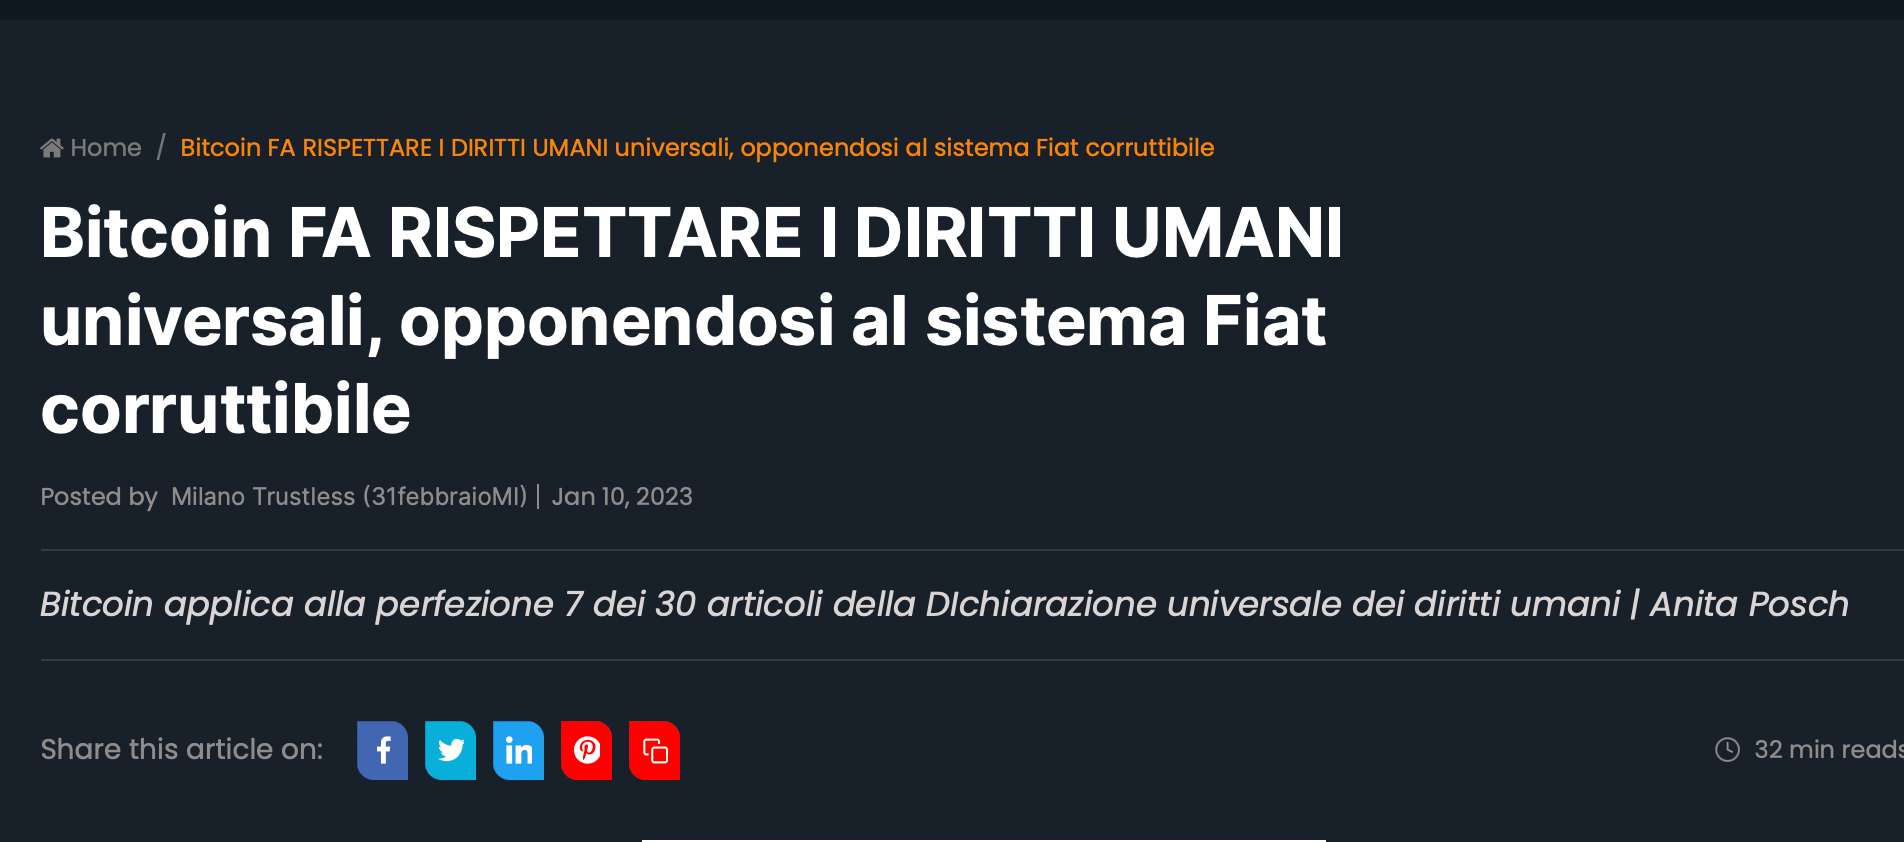 Home / Bitcoin FA RISPETTARE I DIRITTI UMANI universali, opponendosi al sistema Fiat corruttibile
Bitcoin FA RISPETTARE I DIRITTI UMANI
universali, opponendosi al sistema Fiat
corruttibile
Posted by Milano Trustless (31febbraioMI) | Jan 10, 2023
Bitcoin applica alla perfezione 7 dei 30 articoli della DIchiarazione universale dei diritti umani | Anita Posch
Share this article on:
32 min reads